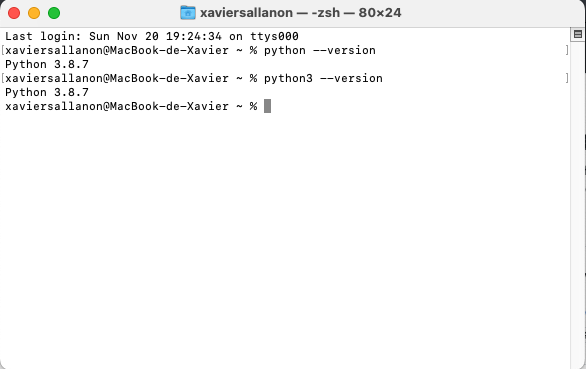 xaviersallanon — -zsh — 80×24
Last login: Sun Nov 20 19:24:34 on ttys000
[xaviersallanon@MacBook-de-Xavier ~ % python --version ]
Python 3.8.7
[xaviersallanon@MacBook-de-Xavier ~ % python3 --version ]
Python 3.8.7
xaviersallanon@MacBook-de-Xavier ~ %